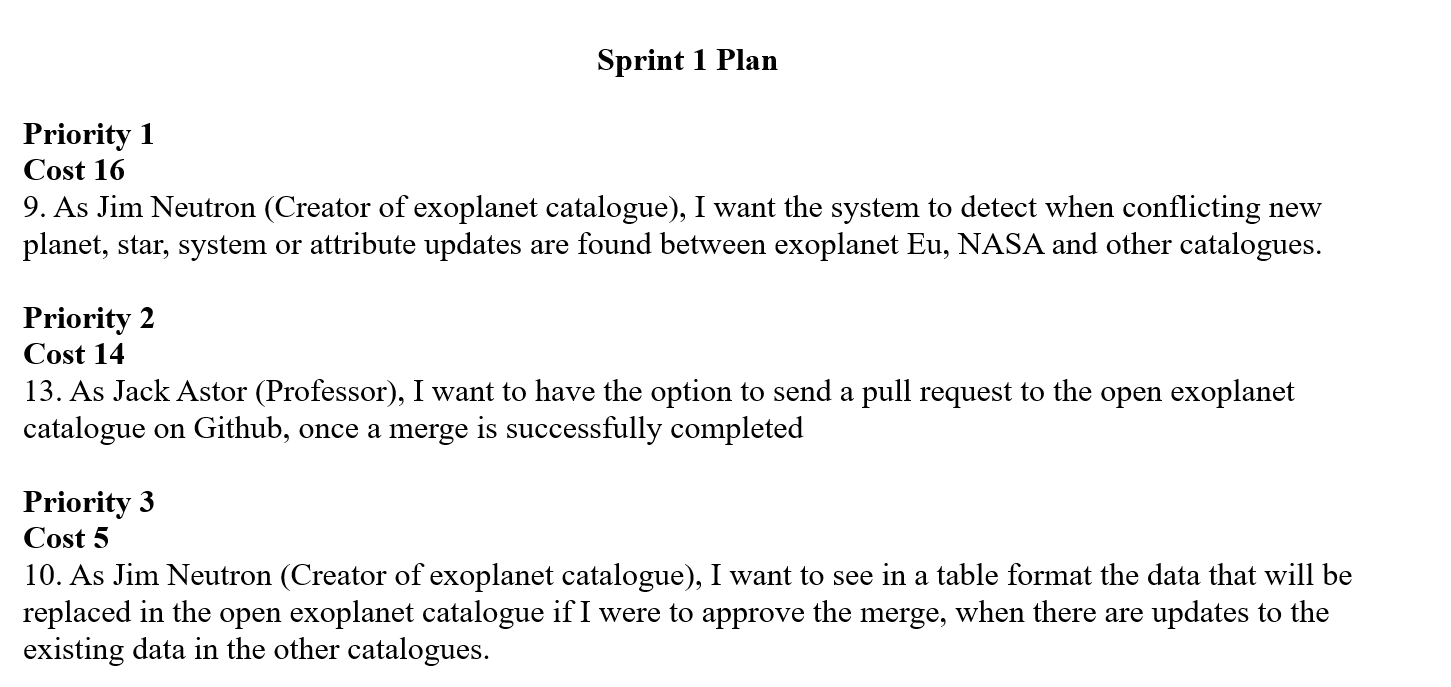 Sprint 1 Plan
Priority 1
Cost 16
9. As Jim Neutron (Creator of exoplanet catalogue), I want the system to detect when conflicting new
planet, star, system or attribute updates are found between exoplanet Eu, NASA and other catalogues.
Priority 2
Cost 14
13. As Jack Astor (Professor), I want to have the option to send a pull request to the open exoplanet
catalogue on Github, once a merge is successfully completed
Priority 3
Cost 5
10. As Jim Neutron (Creator of exoplanet catalogue), I want to see in a table format the data that will be
replaced in the open exoplanet catalogue if I were to approve the merge, when there are updates to the
existing data in the other catalogues.